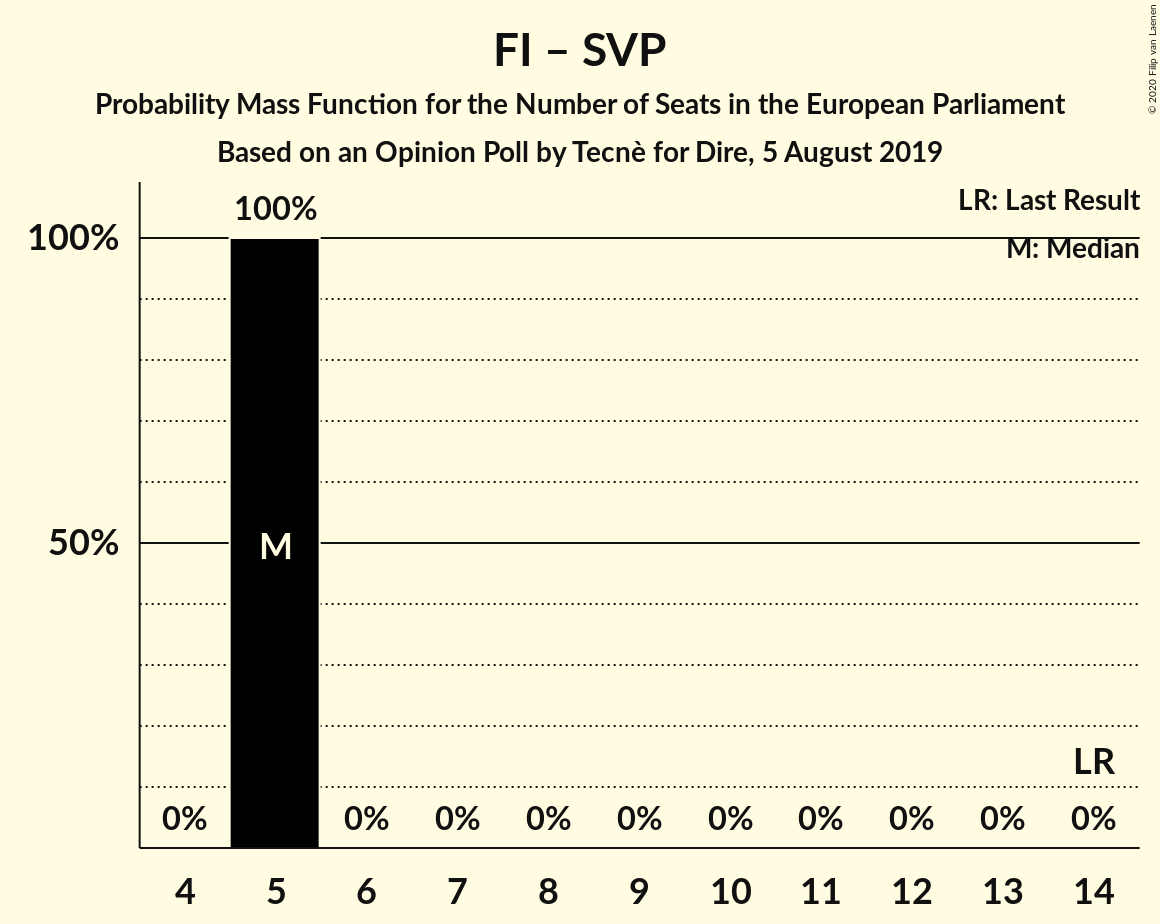 FI – SVP
Probability Mass Function for the Number of Seats in the European Parliament
Based on an Opinion Poll by Tecnè for Dire, 5 August 2019
© 2020 Filip van Laenen
LR: Last Result
M: Median
100%
100%
50%
M
LR
0% 0% 0% 0% 0% 0% 0% 0% 0% 0%
4 5 6 7 8 9 10 11 12 13 14